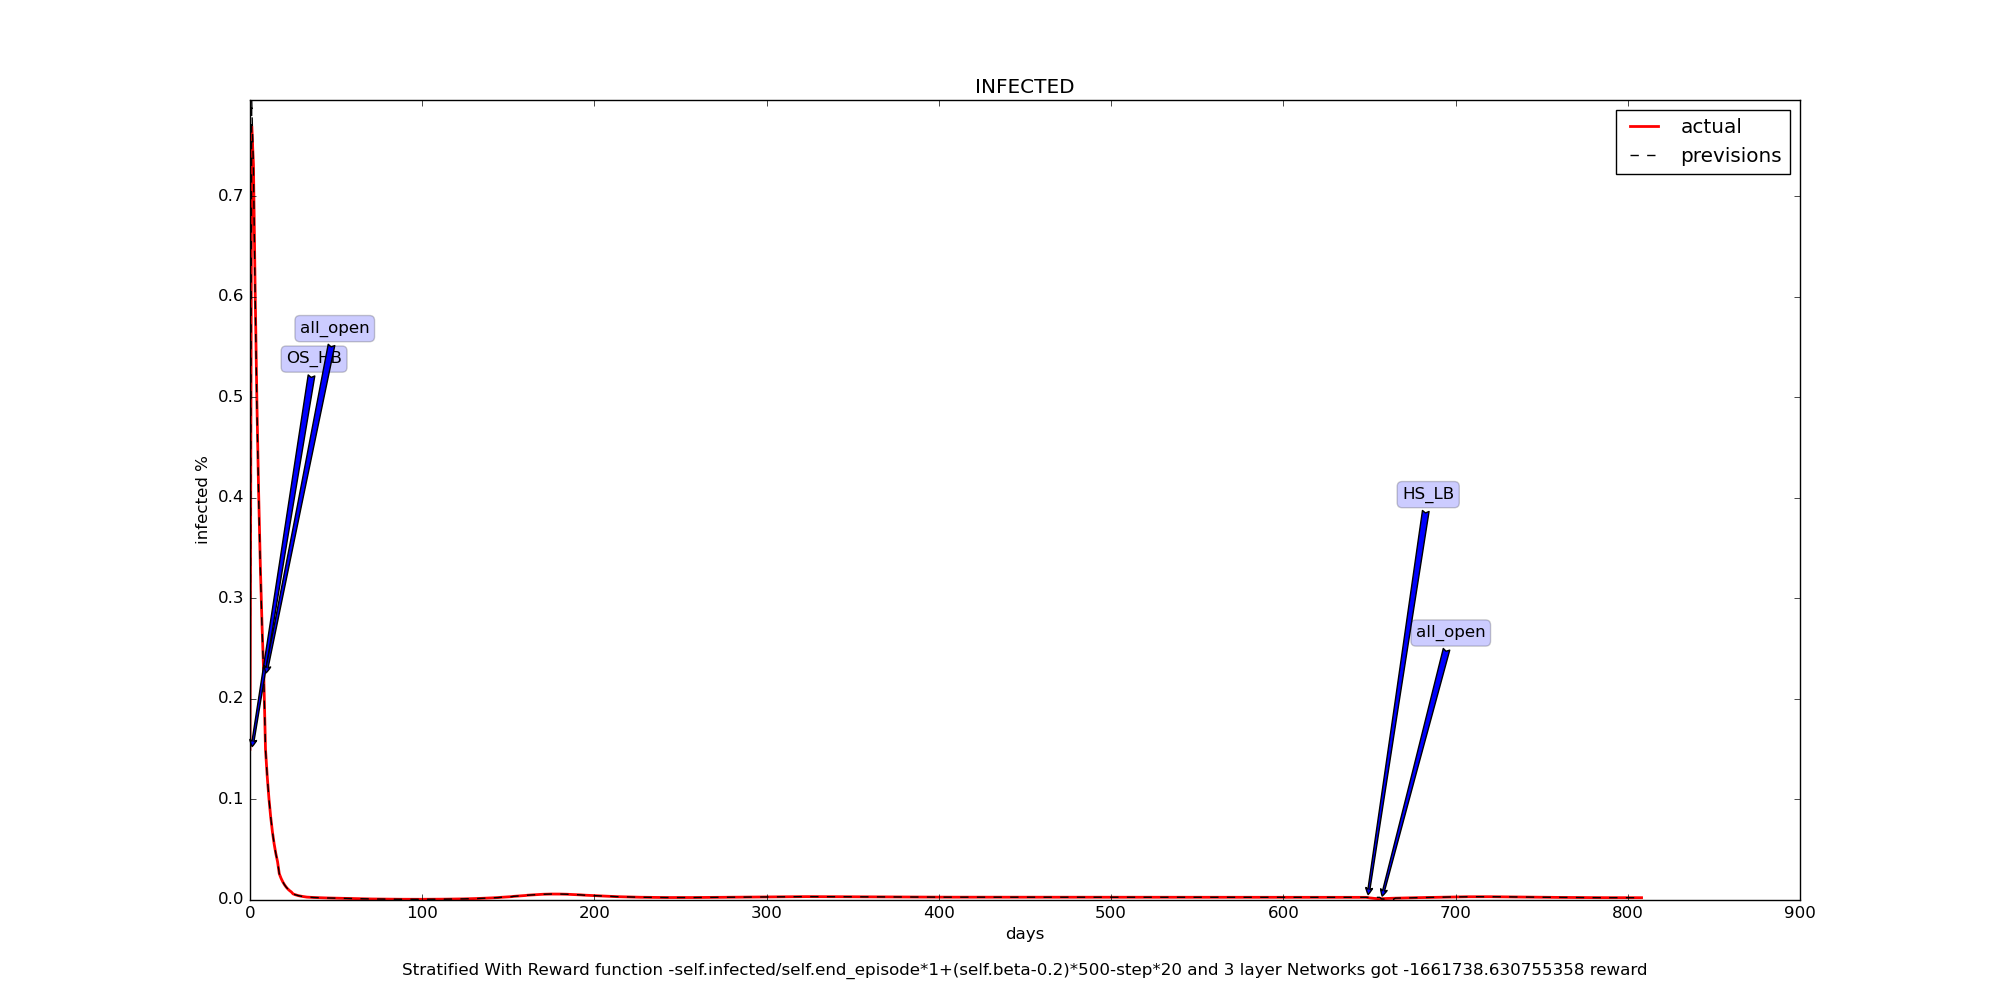 INFECTED
actual
previsions
0.7
0.6
0.5
0.4
0.3
0.2
0.1
0.0
infected %
all_open
OS_HB
HS_LB
all_open
0 100 200 300 400 500 600 700 800 900
days
Stratified With Reward function -self.infected/self.end_episode*1+(self.beta-0.2)*500-step*20 and 3 layer Networks got -1661738.630755358 reward